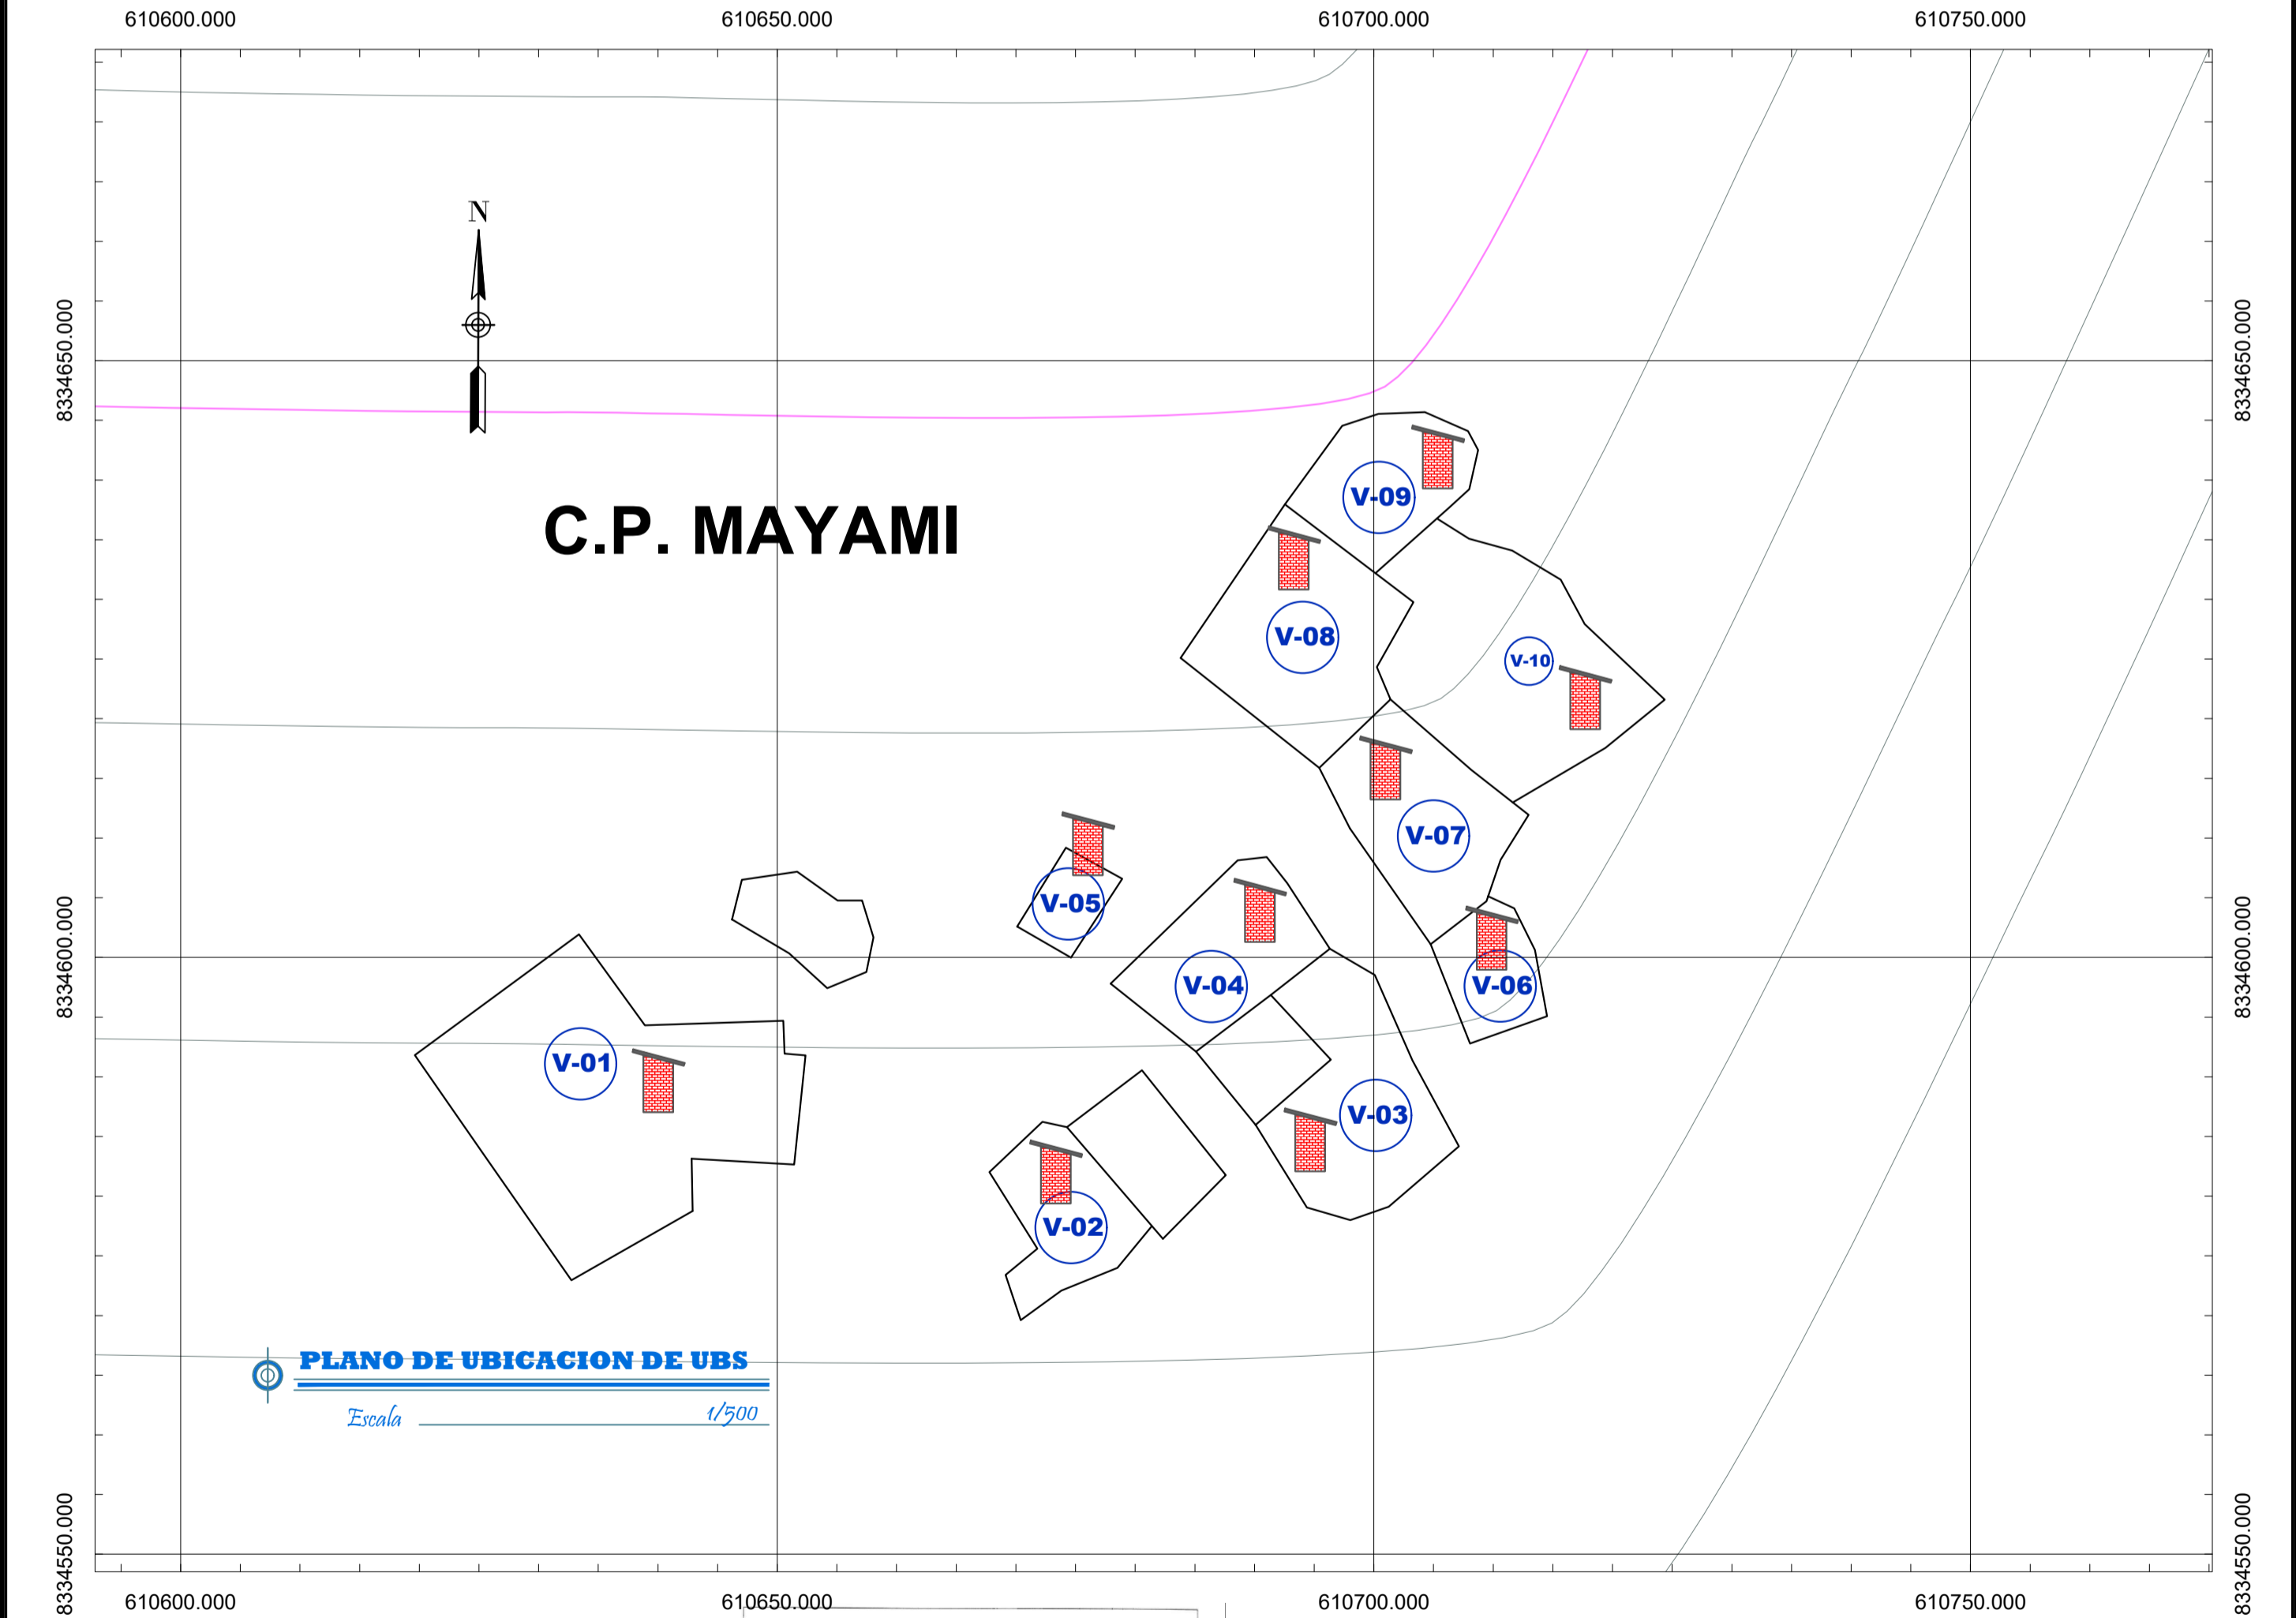 610600.000 610650.000 610700.000 610750.000
N
8334650.000 8334650.000
C.P. MAYAMI
V-09
V-08
V-10
V-07
V-05
V-04
V-06
V-01
V-03
V-02
8334600.000 8334600.000
PLANO DE UBICACION DE UBS
Escala 1/500
8334550.000 8334550.000
610600.000 610650.000 610700.000 610750.000